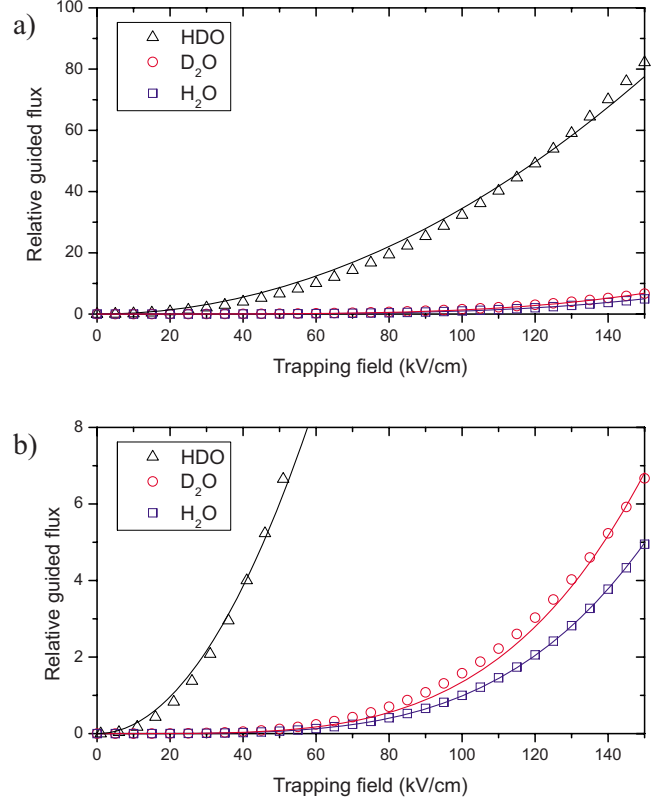 a)
100
80
60
40
20
0
Relative guided flux
HDO
D₂O
H₂O
0 20 40 60 80 100 120 140
Trapping field (kV/cm)
b)
8
6
4
2
0
Relative guided flux
HDO
D₂O
H₂O
0 20 40 60 80 100 120 140
Trapping field (kV/cm)